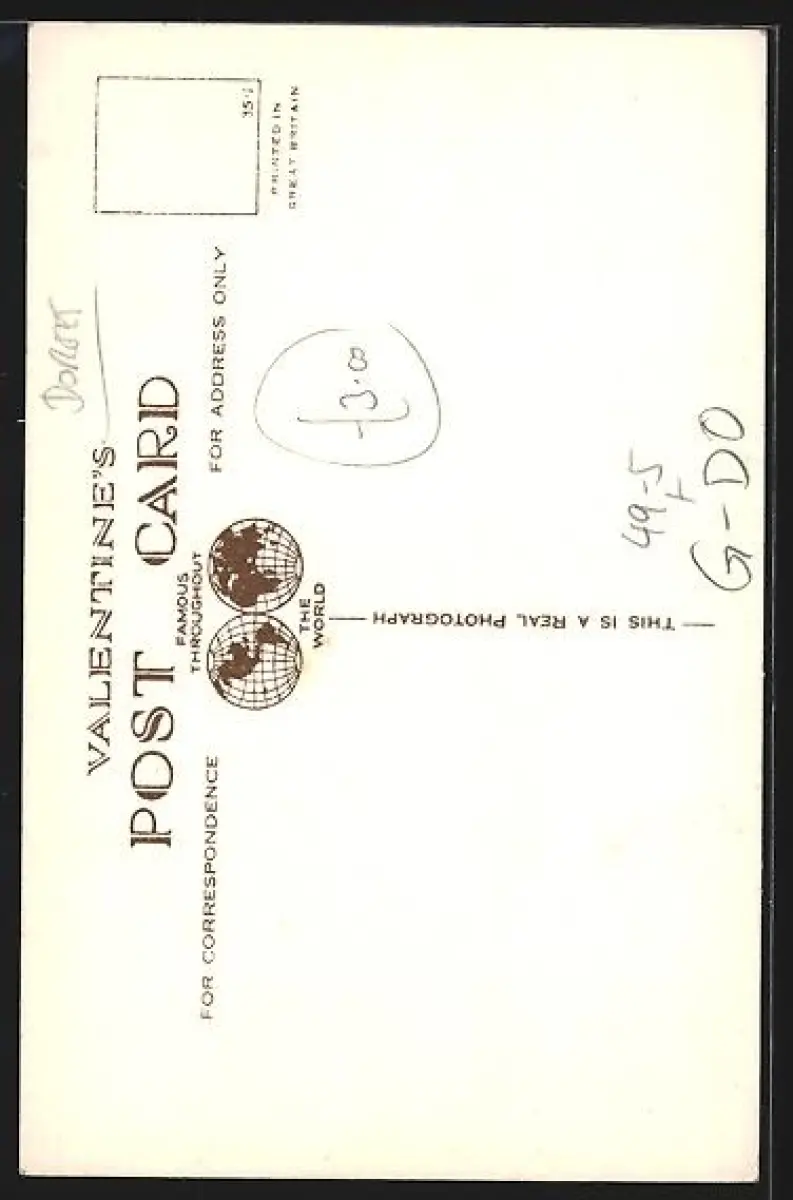 DORSET
VALENTINE'S
POST CARD
FOR CORRESPONDENCE
FAMOUS
THROUGHOUT
THE
WORLD
FOR ADDRESS ONLY
PRINTED IN
GREAT BRITAIN
£3.00
— THIS IS A REAL PHOTOGRAPH —
49-5
G-DO